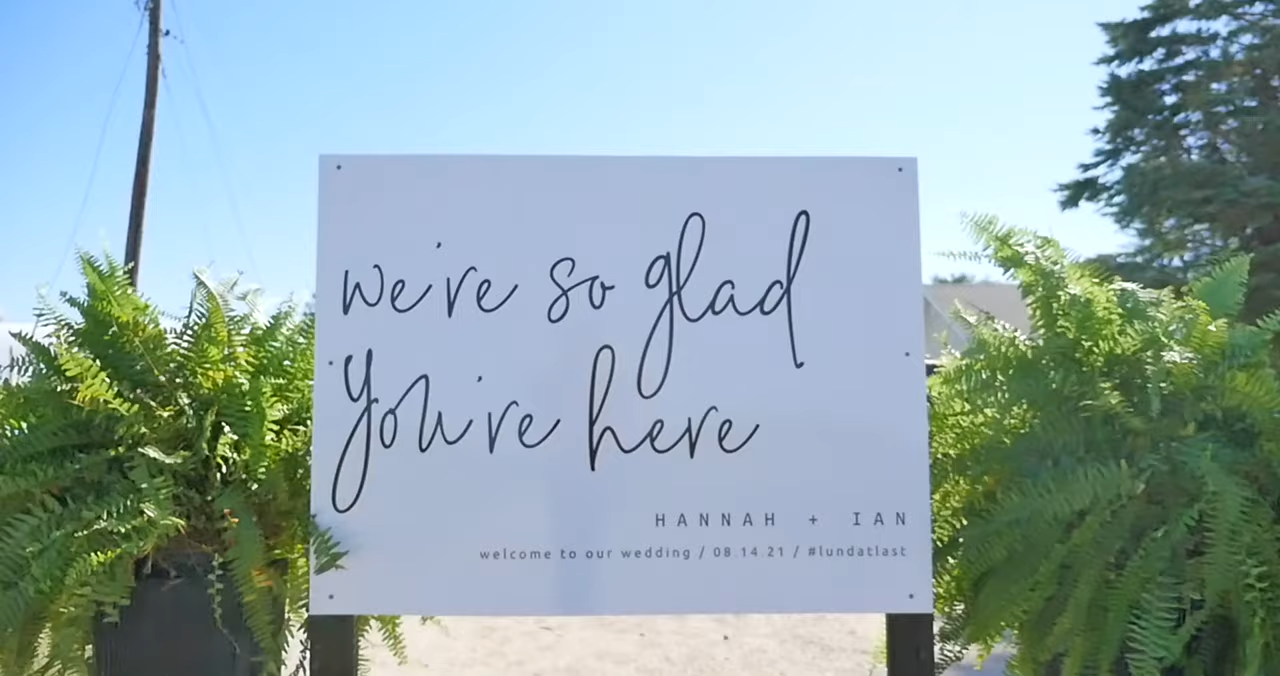 we're so glad
you're here
HANNAH + IAN
welcome to our wedding / 08.14.21 / #lundatlast